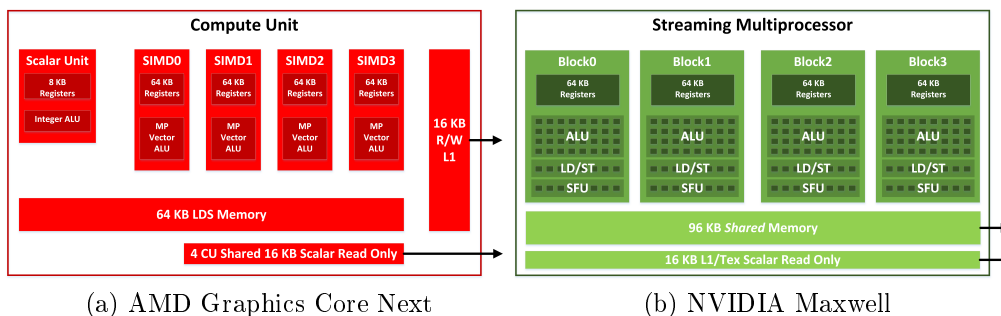 Compute Unit
Scalar Unit
8 KB
Registers
Integer ALU
SIMD0
64 KB
Registers
MP
Vector
ALU
SIMD1
64 KB
Registers
MP
Vector
ALU
SIMD2
64 KB
Registers
MP
Vector
ALU
SIMD3
64 KB
Registers
MP
Vector
ALU
16 KB
R/W
L1
64 KB LDS Memory
4 CU Shared 16 KB Scalar Read Only
(a) AMD Graphics Core Next
Streaming Multiprocessor
Block0
64 KB
Registers
ALU
LD/ST
SFU
Block1
64 KB
Registers
ALU
LD/ST
SFU
Block2
64 KB
Registers
ALU
LD/ST
SFU
Block3
64 KB
Registers
ALU
LD/ST
SFU
96 KB Shared Memory
16 KB L1/Tex Scalar Read Only
(b) NVIDIA Maxwell